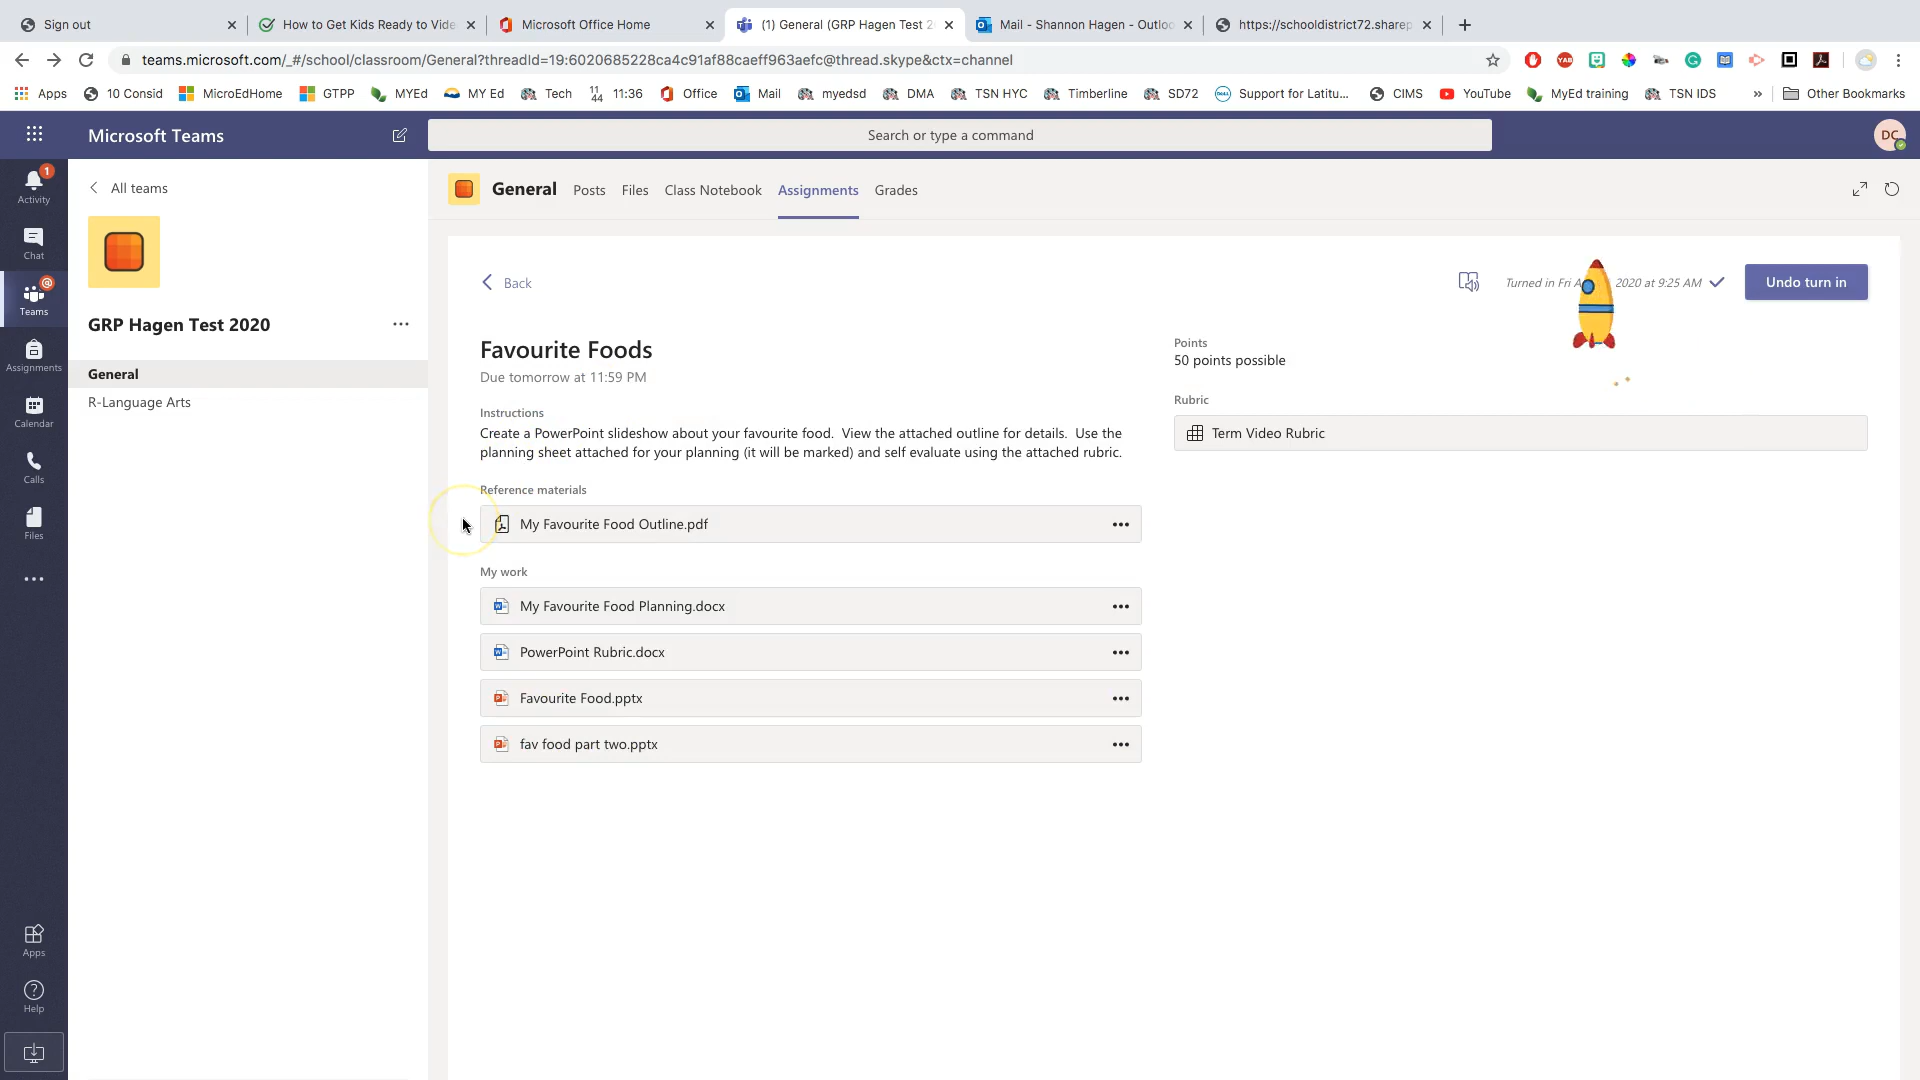 Sign out
How to Get Kids Ready to Vide
Microsoft Office Home
(1) General (GRP Hagen Test 2
Mail - Shannon Hagen - Outloo
https://schooldistrict72.sharep
teams.microsoft.com/_#/school/classroom/General?threadId=19:6020685228ca4c91af88caeff963aefc@thread.skype&ctx=channel
Apps
10 Consid
MicroEdHome
GTPP
MYEd
MY Ed
Tech
11:36
Office
Mail
myedsd
DMA
TSN HYC
Timberline
SD72
Support for Latitu...
CIMS
YouTube
MyEd training
TSN IDS
»
Other Bookmarks
Microsoft Teams
Search or type a command
DC
1
Activity
Chat
Teams
Assignments
Calendar
Calls
Files
Apps
Help
All teams
GRP Hagen Test 2020
General
R-Language Arts
General
Posts
Files
Class Notebook
Assignments
Grades
Back
Turned in Fri A 2020 at 9:25 AM
Undo turn in
Favourite Foods
Due tomorrow at 11:59 PM
Instructions
Create a PowerPoint slideshow about your favourite food. View the attached outline for details. Use the
planning sheet attached for your planning (it will be marked) and self evaluate using the attached rubric.
Reference materials
My Favourite Food Outline.pdf
My work
My Favourite Food Planning.docx
PowerPoint Rubric.docx
Favourite Food.pptx
fav food part two.pptx
Points
50 points possible
Rubric
Term Video Rubric